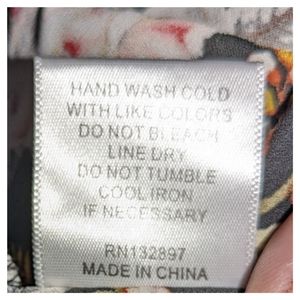 HAND WASH COLD
WITH LIKE COLORS
DO NOT BLEACH
LINE DRY
DO NOT TUMBLE
COOL IRON
IF NECESSARY
RN132897
MADE IN CHINA